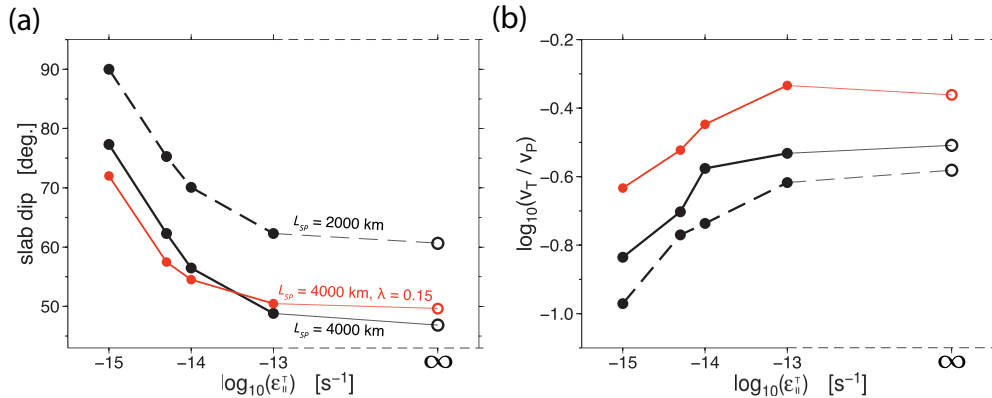 (a)
90
80
70
60
50
slab dip [deg.]
L_SP = 2000 km
L_SP = 4000 km, λ = 0.15
L_SP = 4000 km
−15
−14
−13
∞
log₁₀(ε_II^T) [s⁻¹]
(b)
−0.2
−0.4
−0.6
−0.8
−1.0
log₁₀(v_T / v_P)
−15
−14
−13
∞
log₁₀(ε_II^T) [s⁻¹]